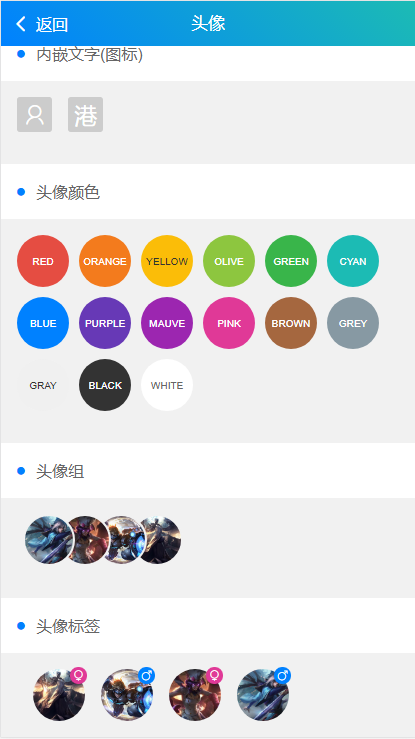 返回 头像
内嵌文字(图标)
港
头像颜色
RED ORANGE YELLOW OLIVE GREEN CYAN
BLUE PURPLE MAUVE PINK BROWN GREY
GRAY BLACK WHITE
头像组
头像标签